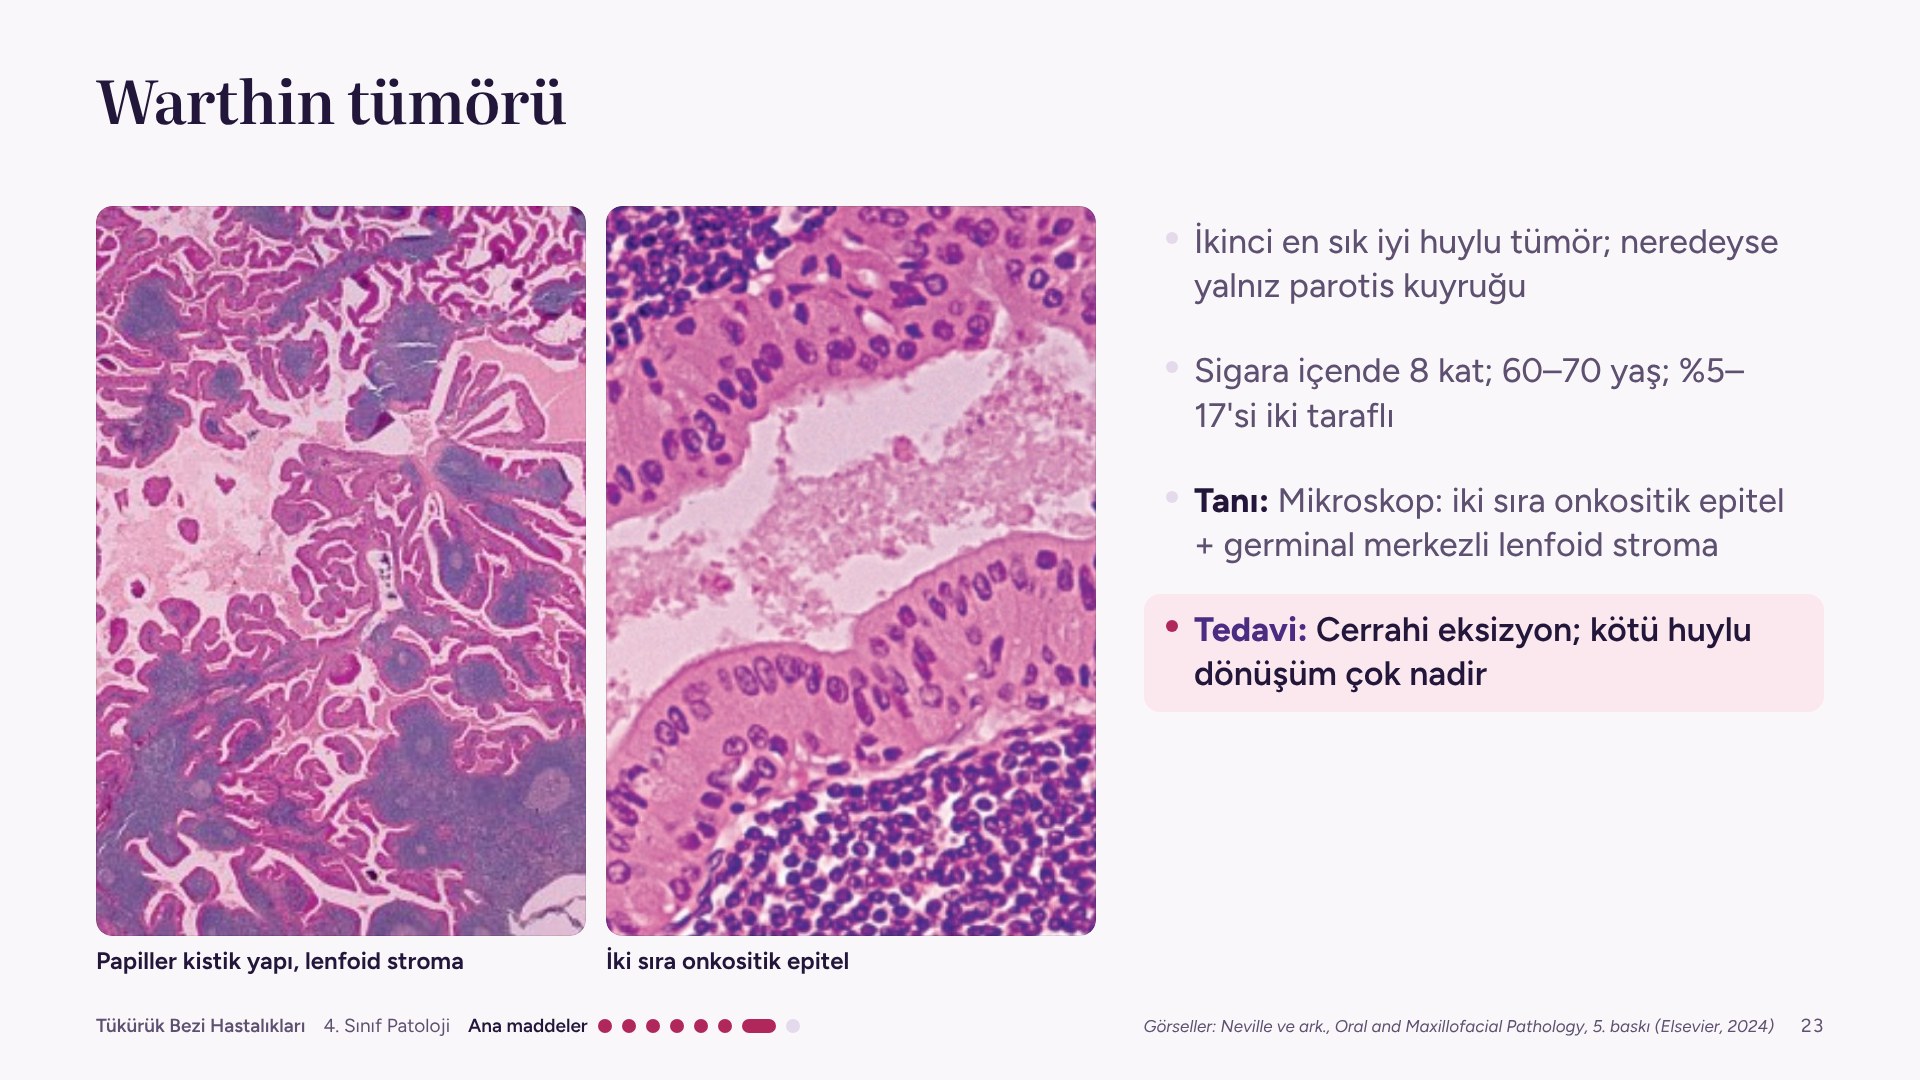 Warthin tümörü
İkinci en sık iyi huylu tümör; neredeyse
yalnız parotis kuyruğu
Sigara içende 8 kat; 60–70 yaş; %5–
17'si iki taraflı
Tanı: Mikroskop: iki sıra onkositik epitel
+ germinal merkezli lenfoid stroma
Tedavi: Cerrahi eksizyon; kötü huylu
dönüşüm çok nadir
Papiller kistik yapı, lenfoid stroma
İki sıra onkositik epitel
Tükürük Bezi Hastalıkları 4. Sınıf Patoloji Ana maddeler
Görseller: Neville ve ark., Oral and Maxillofacial Pathology, 5. baskı (Elsevier, 2024) 23